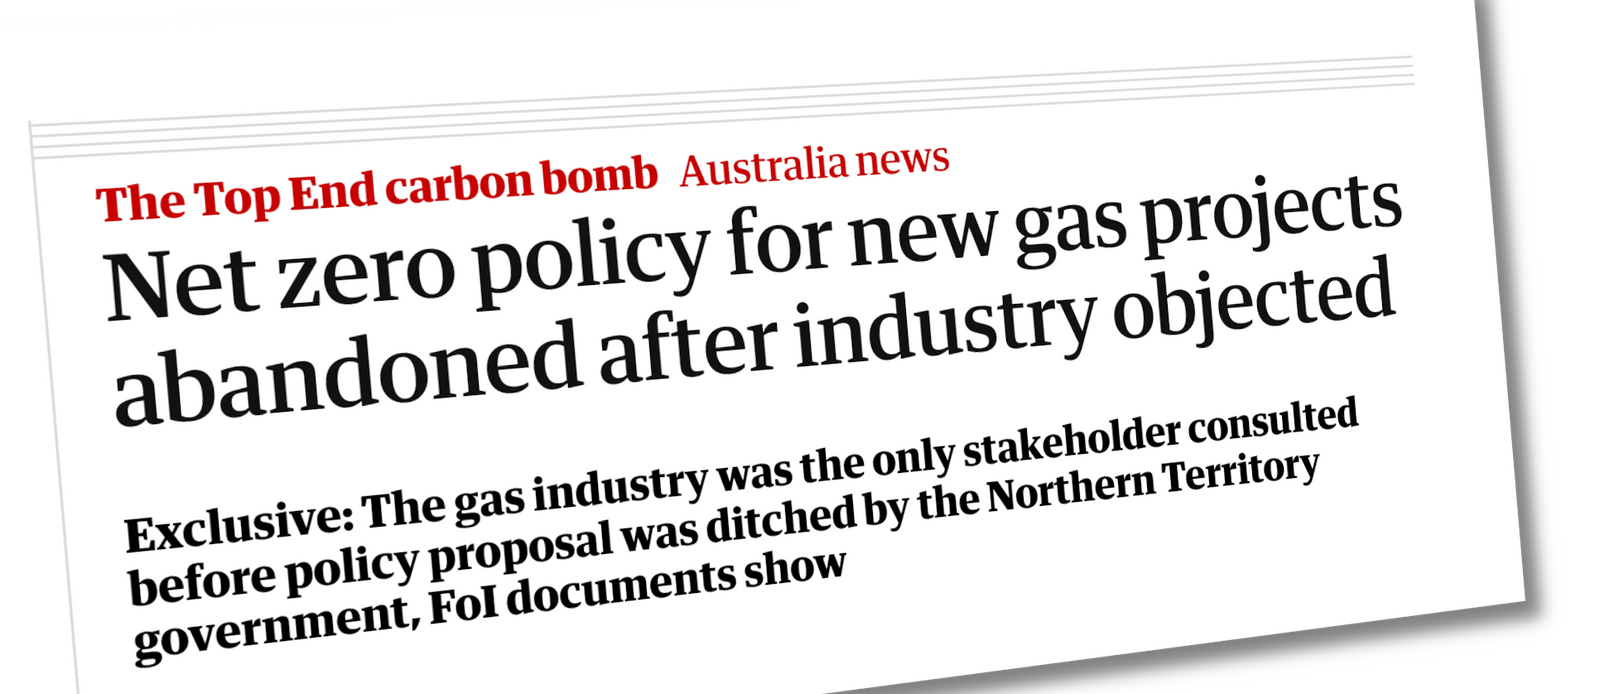 The Top End carbon bomb Australia news
Net zero policy for new gas projects
abandoned after industry objected
Exclusive: The gas industry was the only stakeholder consulted
before policy proposal was ditched by the Northern Territory
government, FoI documents show